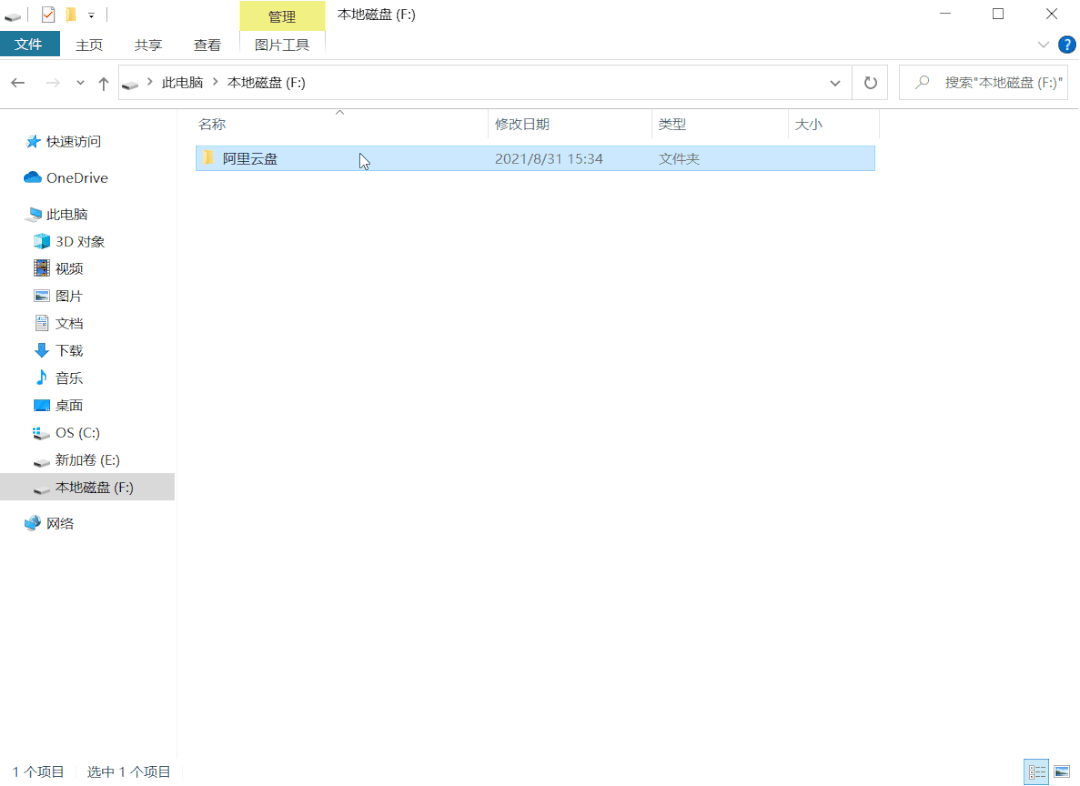 管理 本地磁盘 (F:)
文件 主页 共享 查看 图片工具
此电脑 本地磁盘 (F:) 搜索"本地磁盘 (F:)"
名称 修改日期 类型 大小
阿里云盘 2021/8/31 15:34 文件夹
快速访问
OneDrive
此电脑
3D 对象
视频
图片
文档
下载
音乐
桌面
OS (C:)
新加卷 (E:)
本地磁盘 (F:)
网络
1 个项目 选中 1 个项目